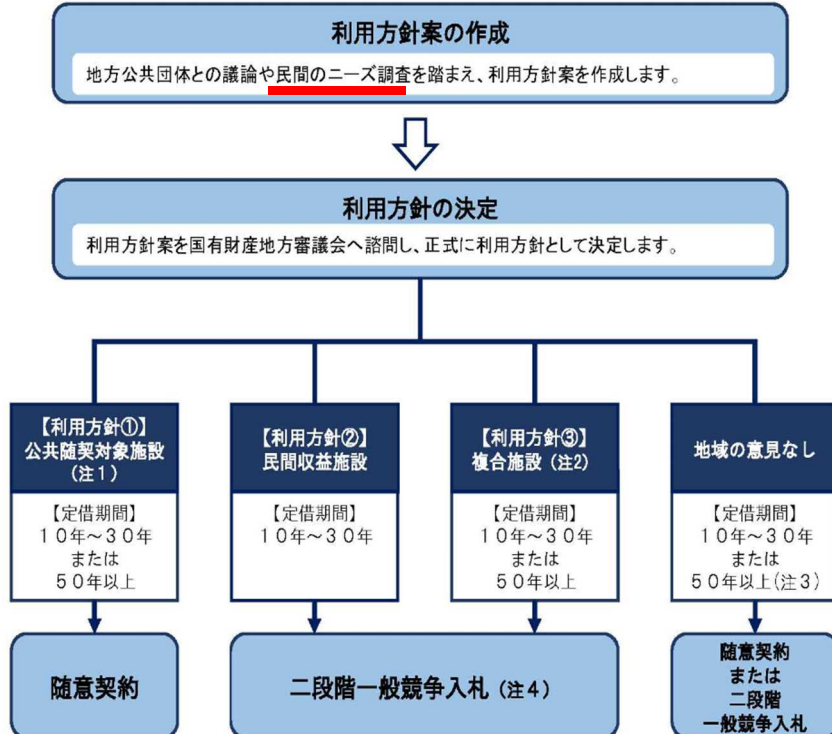 利用方針案の作成
地方公共団体との議論や民間のニーズ調査を踏まえ、利用方針案を作成します。
利用方針の決定
利用方針案を国有財産地方審議会へ諮問し、正式に利用方針として決定します。
【利用方針①】
公共随契対象施設
（注１）
【定借期間】
１０年～３０年
または
５０年以上
随意契約
【利用方針②】
民間収益施設
【定借期間】
１０年～３０年
【利用方針③】
複合施設（注2）
【定借期間】
１０年～３０年
または
５０年以上
二段階一般競争入札（注４）
地域の意見なし
【定借期間】
１０年～３０年
または
５０年以上(注３)
随意契約
または
二段階
一般競争入札